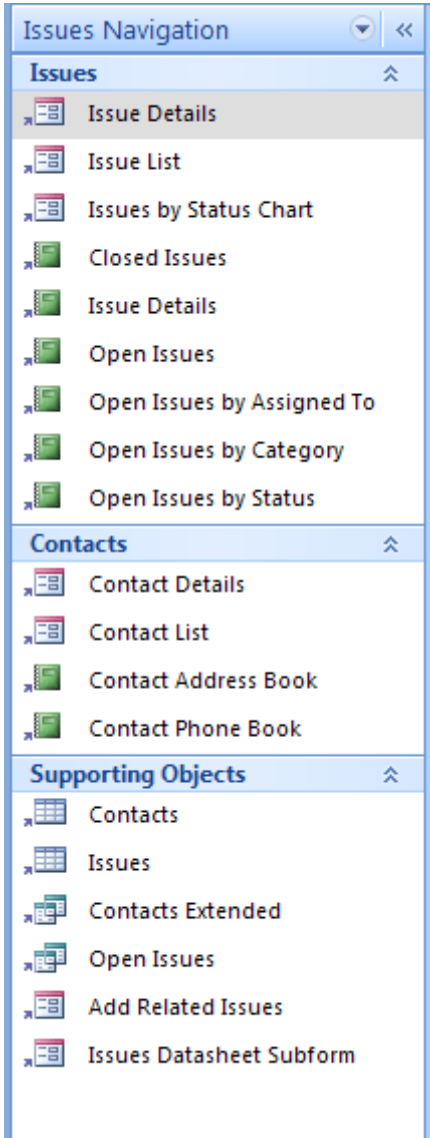 Issues Navigation
Issues
Issue Details
Issue List
Issues by Status Chart
Closed Issues
Issue Details
Open Issues
Open Issues by Assigned To
Open Issues by Category
Open Issues by Status
Contacts
Contact Details
Contact List
Contact Address Book
Contact Phone Book
Supporting Objects
Contacts
Issues
Contacts Extended
Open Issues
Add Related Issues
Issues Datasheet Subform